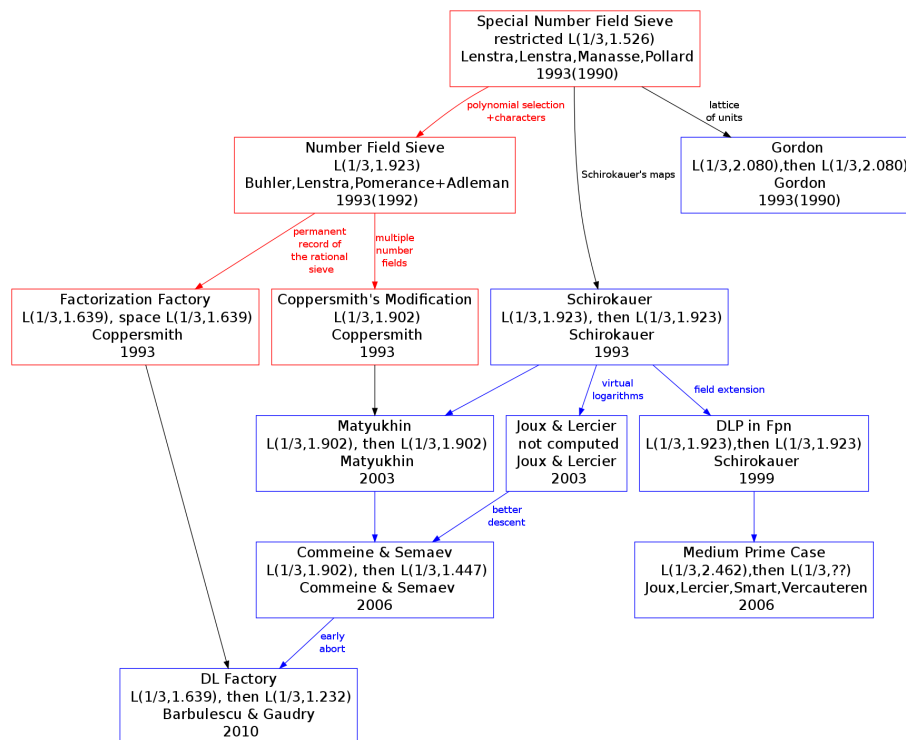 Special Number Field Sieve
restricted L(1/3,1.526)
Lenstra,Lenstra,Manasse,Pollard
1993(1990)
polynomial selection
+characters
lattice
of units
Schirokauer's maps
Number Field Sieve
L(1/3,1.923)
Buhler,Lenstra,Pomerance+Adleman
1993(1992)
Gordon
L(1/3,2.080),then L(1/3,2.080)
Gordon
1993(1990)
permanent
record of
the rational
sieve
multiple
number
fields
Factorization Factory
L(1/3,1.639), space L(1/3,1.639)
Coppersmith
1993
Coppersmith's Modification
L(1/3,1.902)
Coppersmith
1993
Schirokauer
L(1/3,1.923), then L(1/3,1.923)
Schirokauer
1993
virtual
logarithms
field extension
Matyukhin
L(1/3,1.902), then L(1/3,1.902)
Matyukhin
2003
Joux & Lercier
not computed
Joux & Lercier
2003
DLP in Fpn
L(1/3,1.923),then L(1/3,1.923)
Schirokauer
1999
better
descent
Commeine & Semaev
L(1/3,1.902), then L(1/3,1.447)
Commeine & Semaev
2006
Medium Prime Case
L(1/3,2.462),then L(1/3,??)
Joux,Lercier,Smart,Vercauteren
2006
early
abort
DL Factory
L(1/3,1.639), then L(1/3,1.232)
Barbulescu & Gaudry
2010